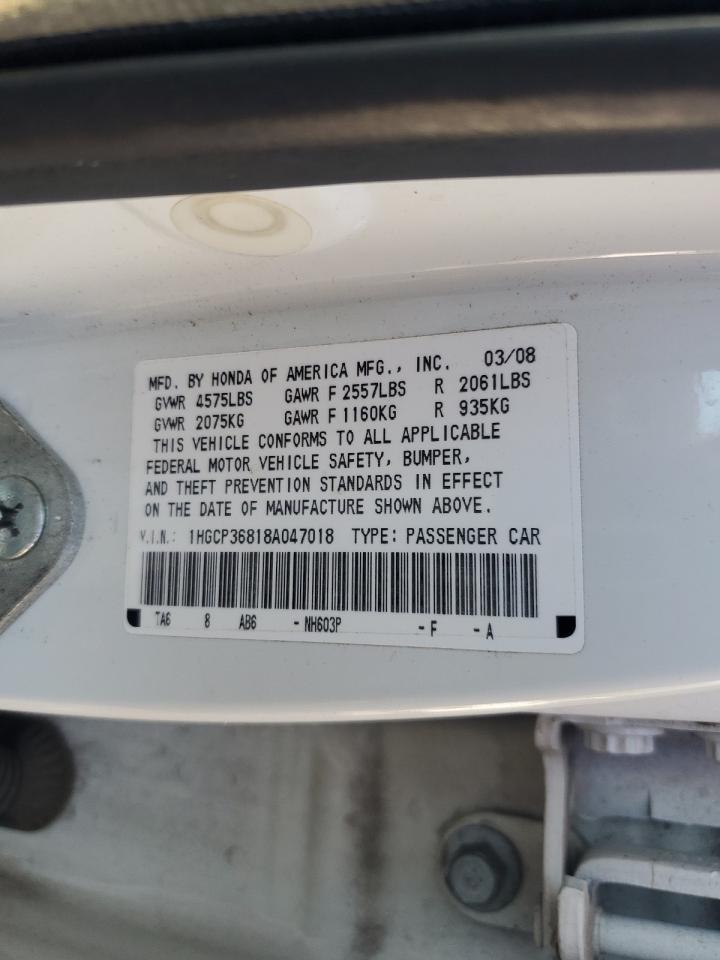 MFD. BY HONDA OF AMERICA MFG., INC. 03/08
GVWR 4575LBS GAWR F 2557LBS R 2061LBS
GVWR 2075KG GAWR F 1160KG R 935KG
THIS VEHICLE CONFORMS TO ALL APPLICABLE
FEDERAL MOTOR VEHICLE SAFETY, BUMPER,
AND THEFT PREVENTION STANDARDS IN EFFECT
ON THE DATE OF MANUFACTURE SHOWN ABOVE.
V.I.N.: 1HGCP36818A047018 TYPE: PASSENGER CAR
TA6 8 AB6 - NH603P - F - A